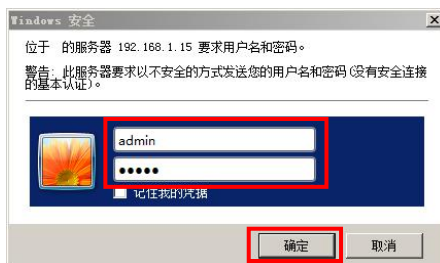 Windows 安全
位于 的服务器 192.168.1.15 要求用户名和密码。
警告: 此服务器要求以不安全的方式发送您的用户名和密码(没有安全连接
的基本认证)。
admin
●●●●●
记住我的凭据
确定 取消